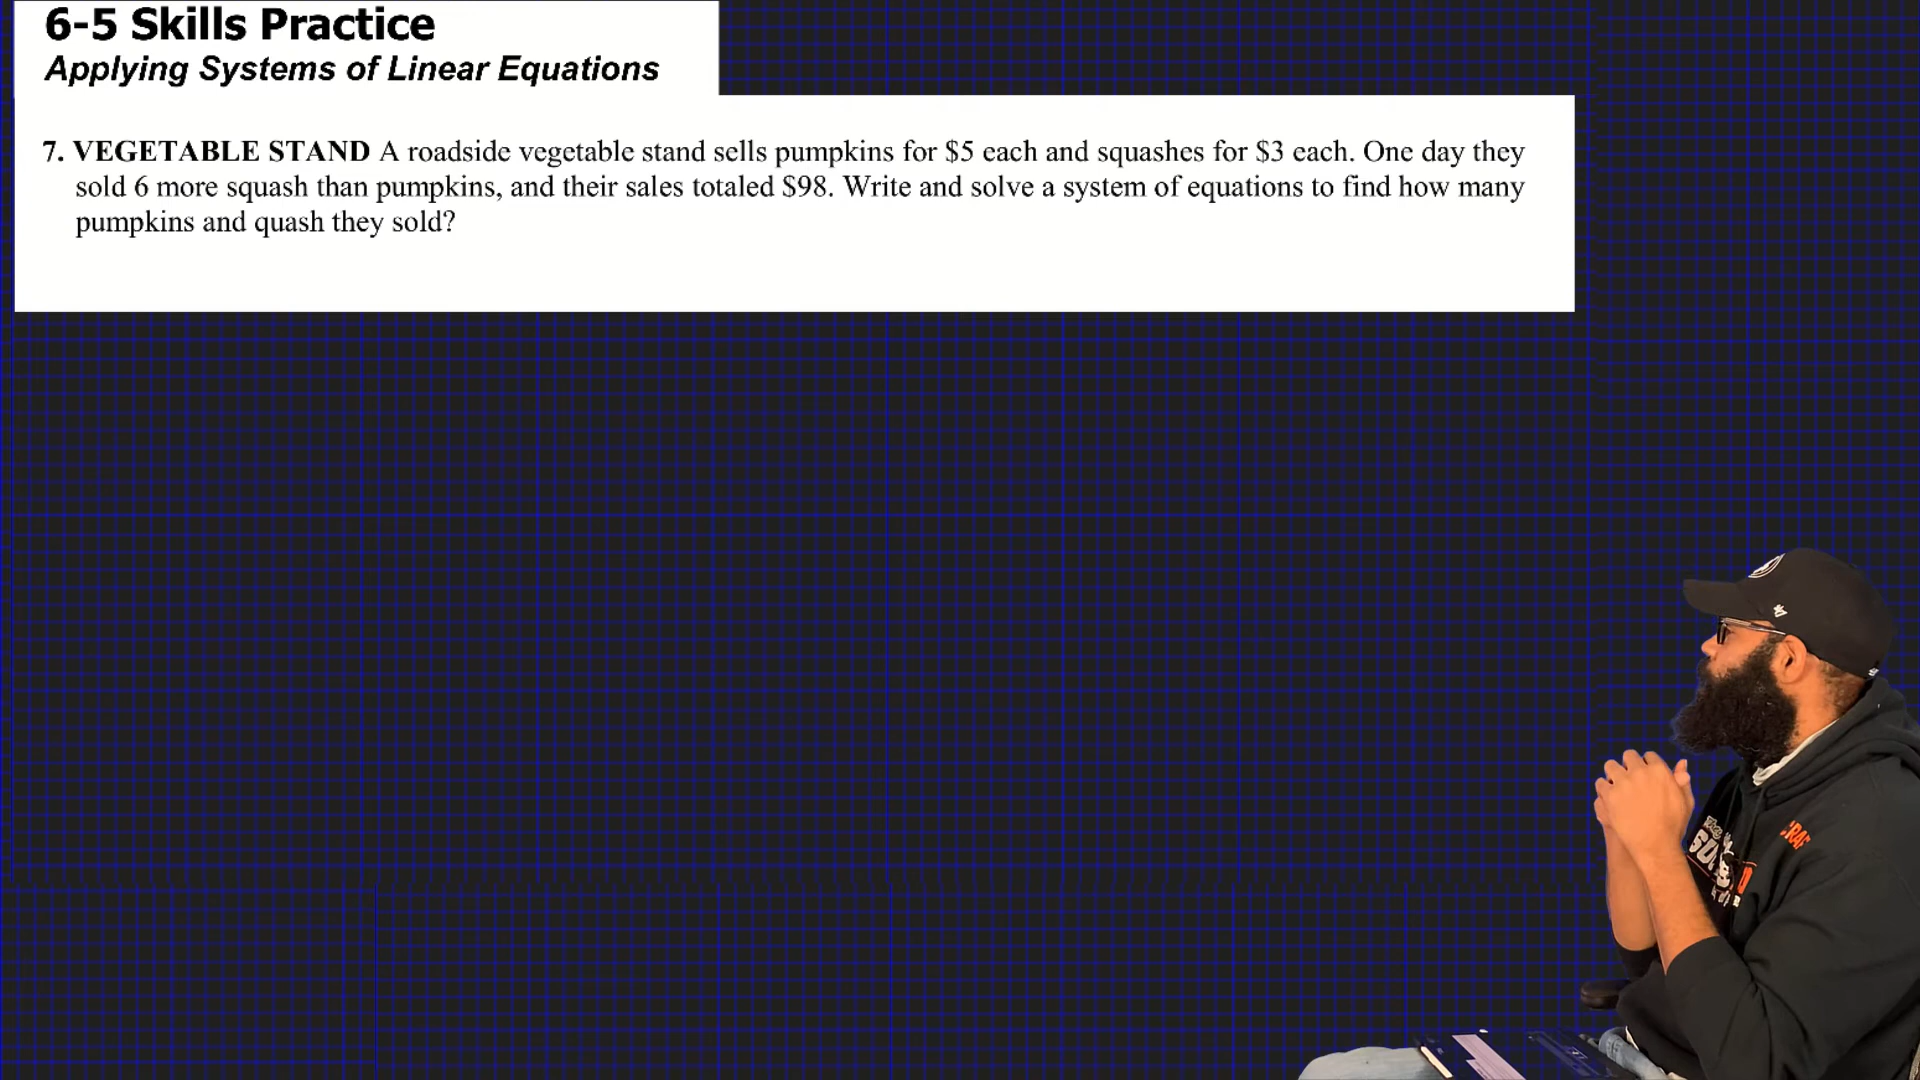 6-5 Skills Practice
Applying Systems of Linear Equations
7. VEGETABLE STAND A roadside vegetable stand sells pumpkins for $5 each and squashes for $3 each. One day they
sold 6 more squash than pumpkins, and their sales totaled $98. Write and solve a system of equations to find how many
pumpkins and quash they sold?